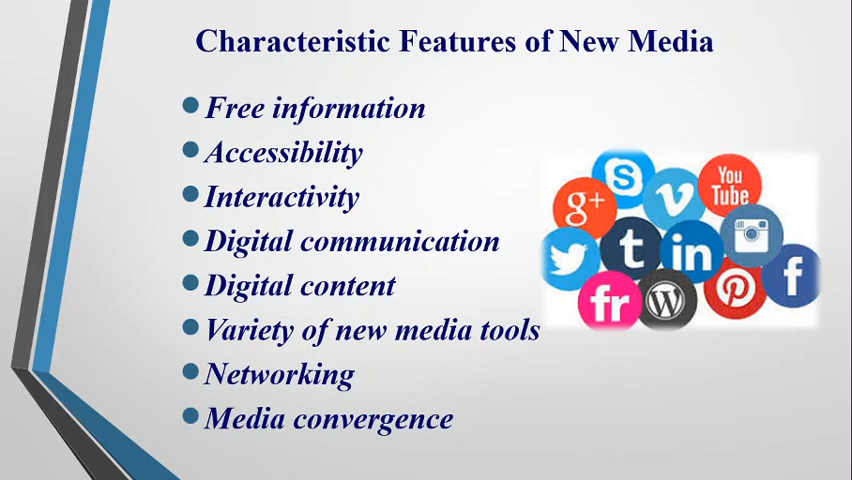 Characteristic Features of New Media
Free information
Accessibility
Interactivity
Digital communication
Digital content
Variety of new media tools
Networking
Media convergence
S
g+
v
You
Tube
t
in
f
fr
W
P